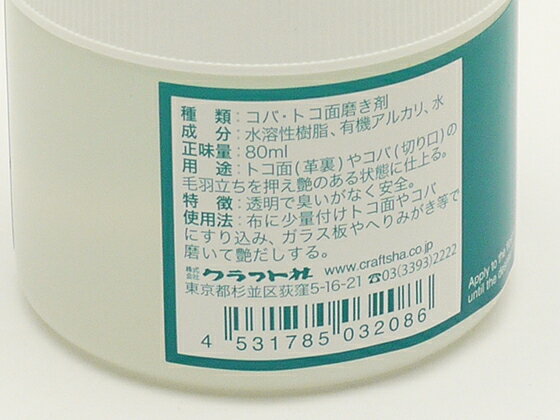 種　類：コバ・トコ面磨き剤
成　分：水溶性樹脂、有機アルカリ、水
正味量：80ml
用　途：トコ面(革裏)やコバ(切り口)の
毛羽立ちを押え艶のある状態に仕上る。
特　徴：透明で臭いがなく安全。
使用法：布に少量付けトコ面やコバ
にすり込み、ガラス板やへりみがき等で
磨いて艶だしする。
株式会社 クラフト社 www.craftsha.co.jp
東京都杉並区荻窪5-16-21 ☎03(3393)2222
4 531785 032086
Apply to the
until the